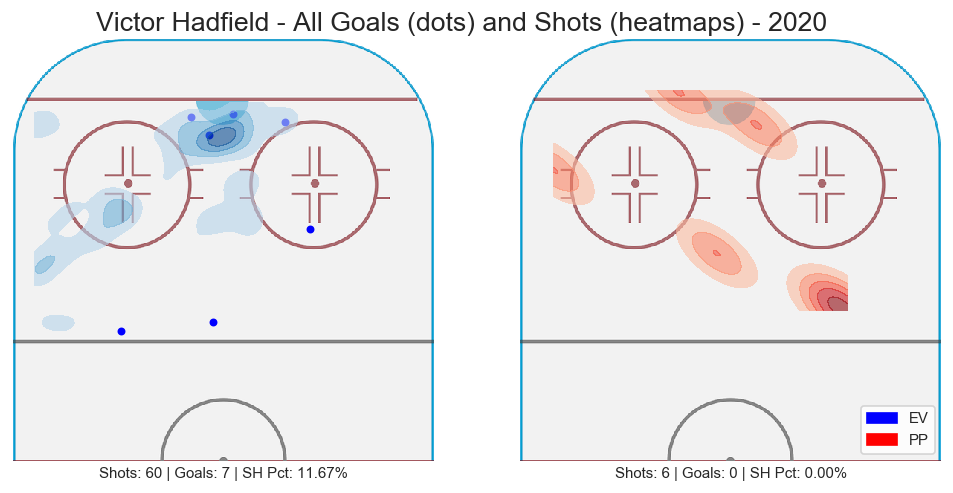 Victor Hadfield - All Goals (dots) and Shots (heatmaps) - 2020
EV
PP
Shots: 60 | Goals: 7 | SH Pct: 11.67%
Shots: 6 | Goals: 0 | SH Pct: 0.00%